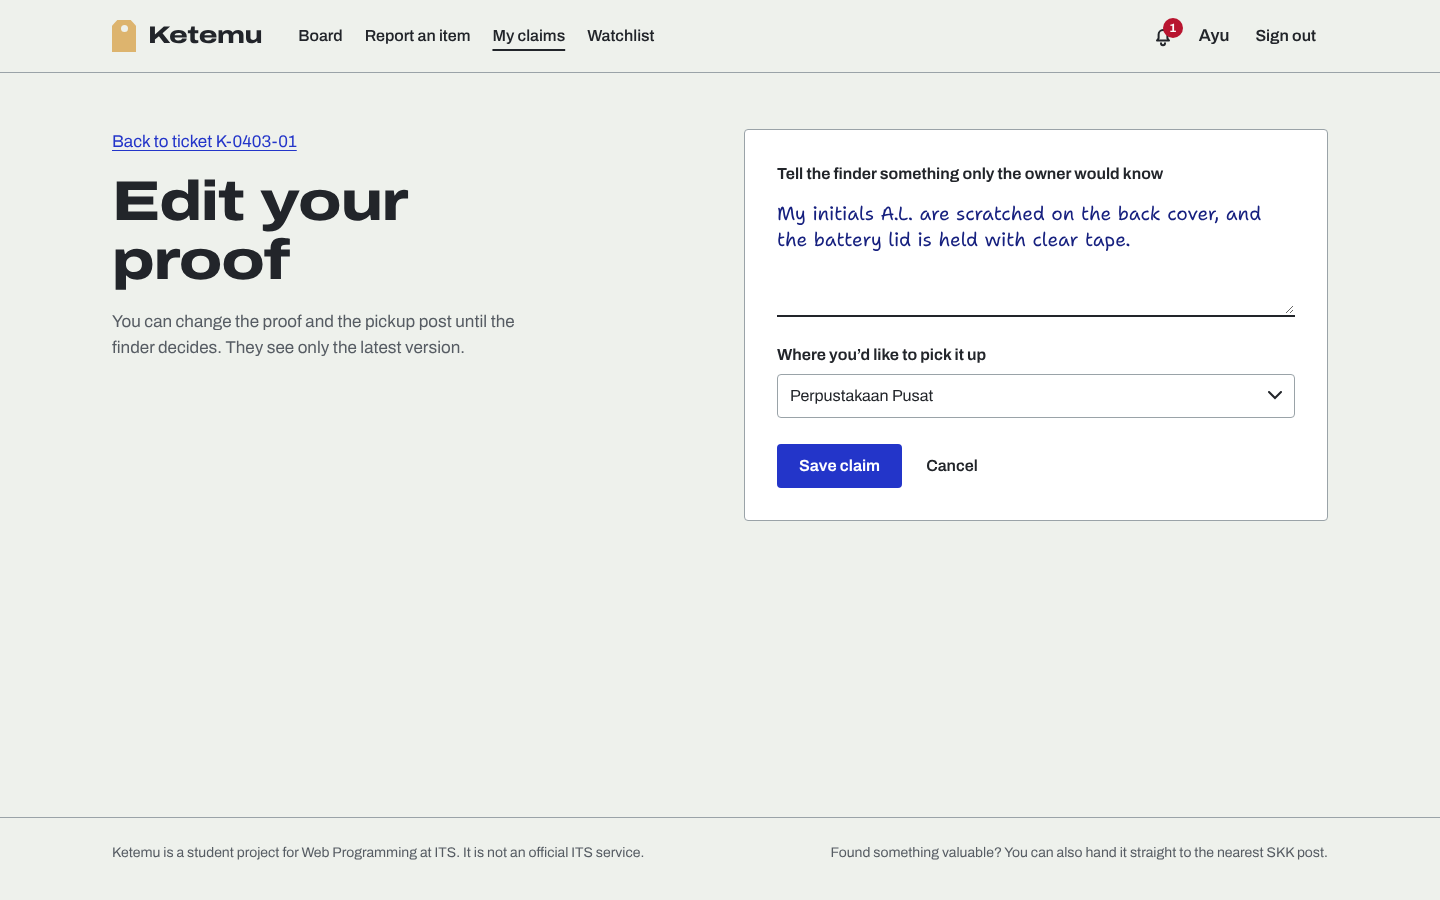 Ketemu
Board
Report an item
My claims
Watchlist
1
Ayu
Sign out
Back to ticket K-0403-01
Edit your
proof
You can change the proof and the pickup post until the
finder decides. They see only the latest version.
Tell the finder something only the owner would know
My initials A.L. are scratched on the back cover, and
the battery lid is held with clear tape.
Where you’d like to pick it up
Perpustakaan Pusat
Save claim
Cancel
Ketemu is a student project for Web Programming at ITS. It is not an official ITS service.
Found something valuable? You can also hand it straight to the nearest SKK post.